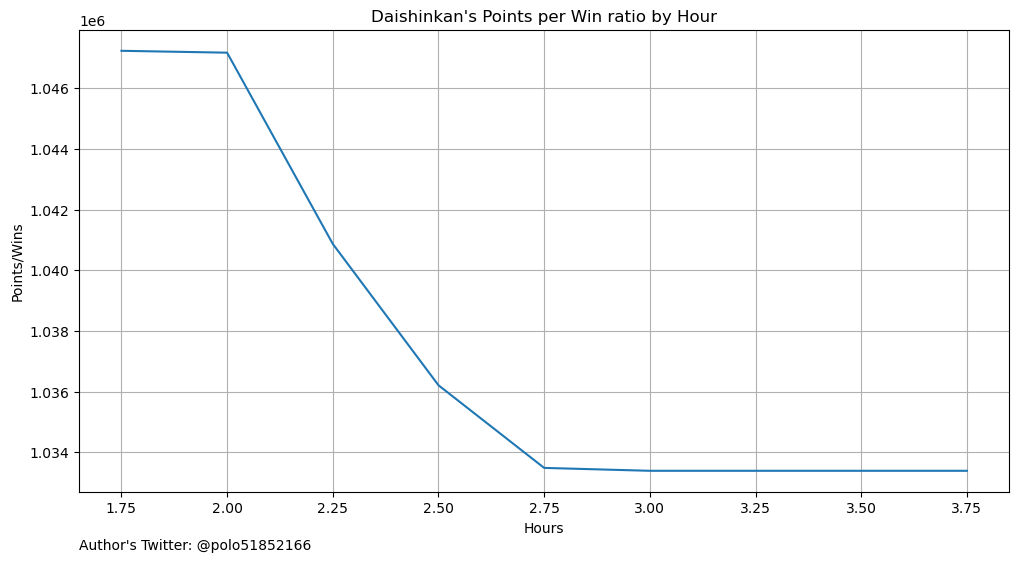 Daishinkan's Points per Win ratio by Hour
1e6
1.046
1.044
1.042
1.040
1.038
1.036
1.034
Points/Wins
1.75 2.00 2.25 2.50 2.75 3.00 3.25 3.50 3.75
Hours
Author's Twitter: @polo51852166